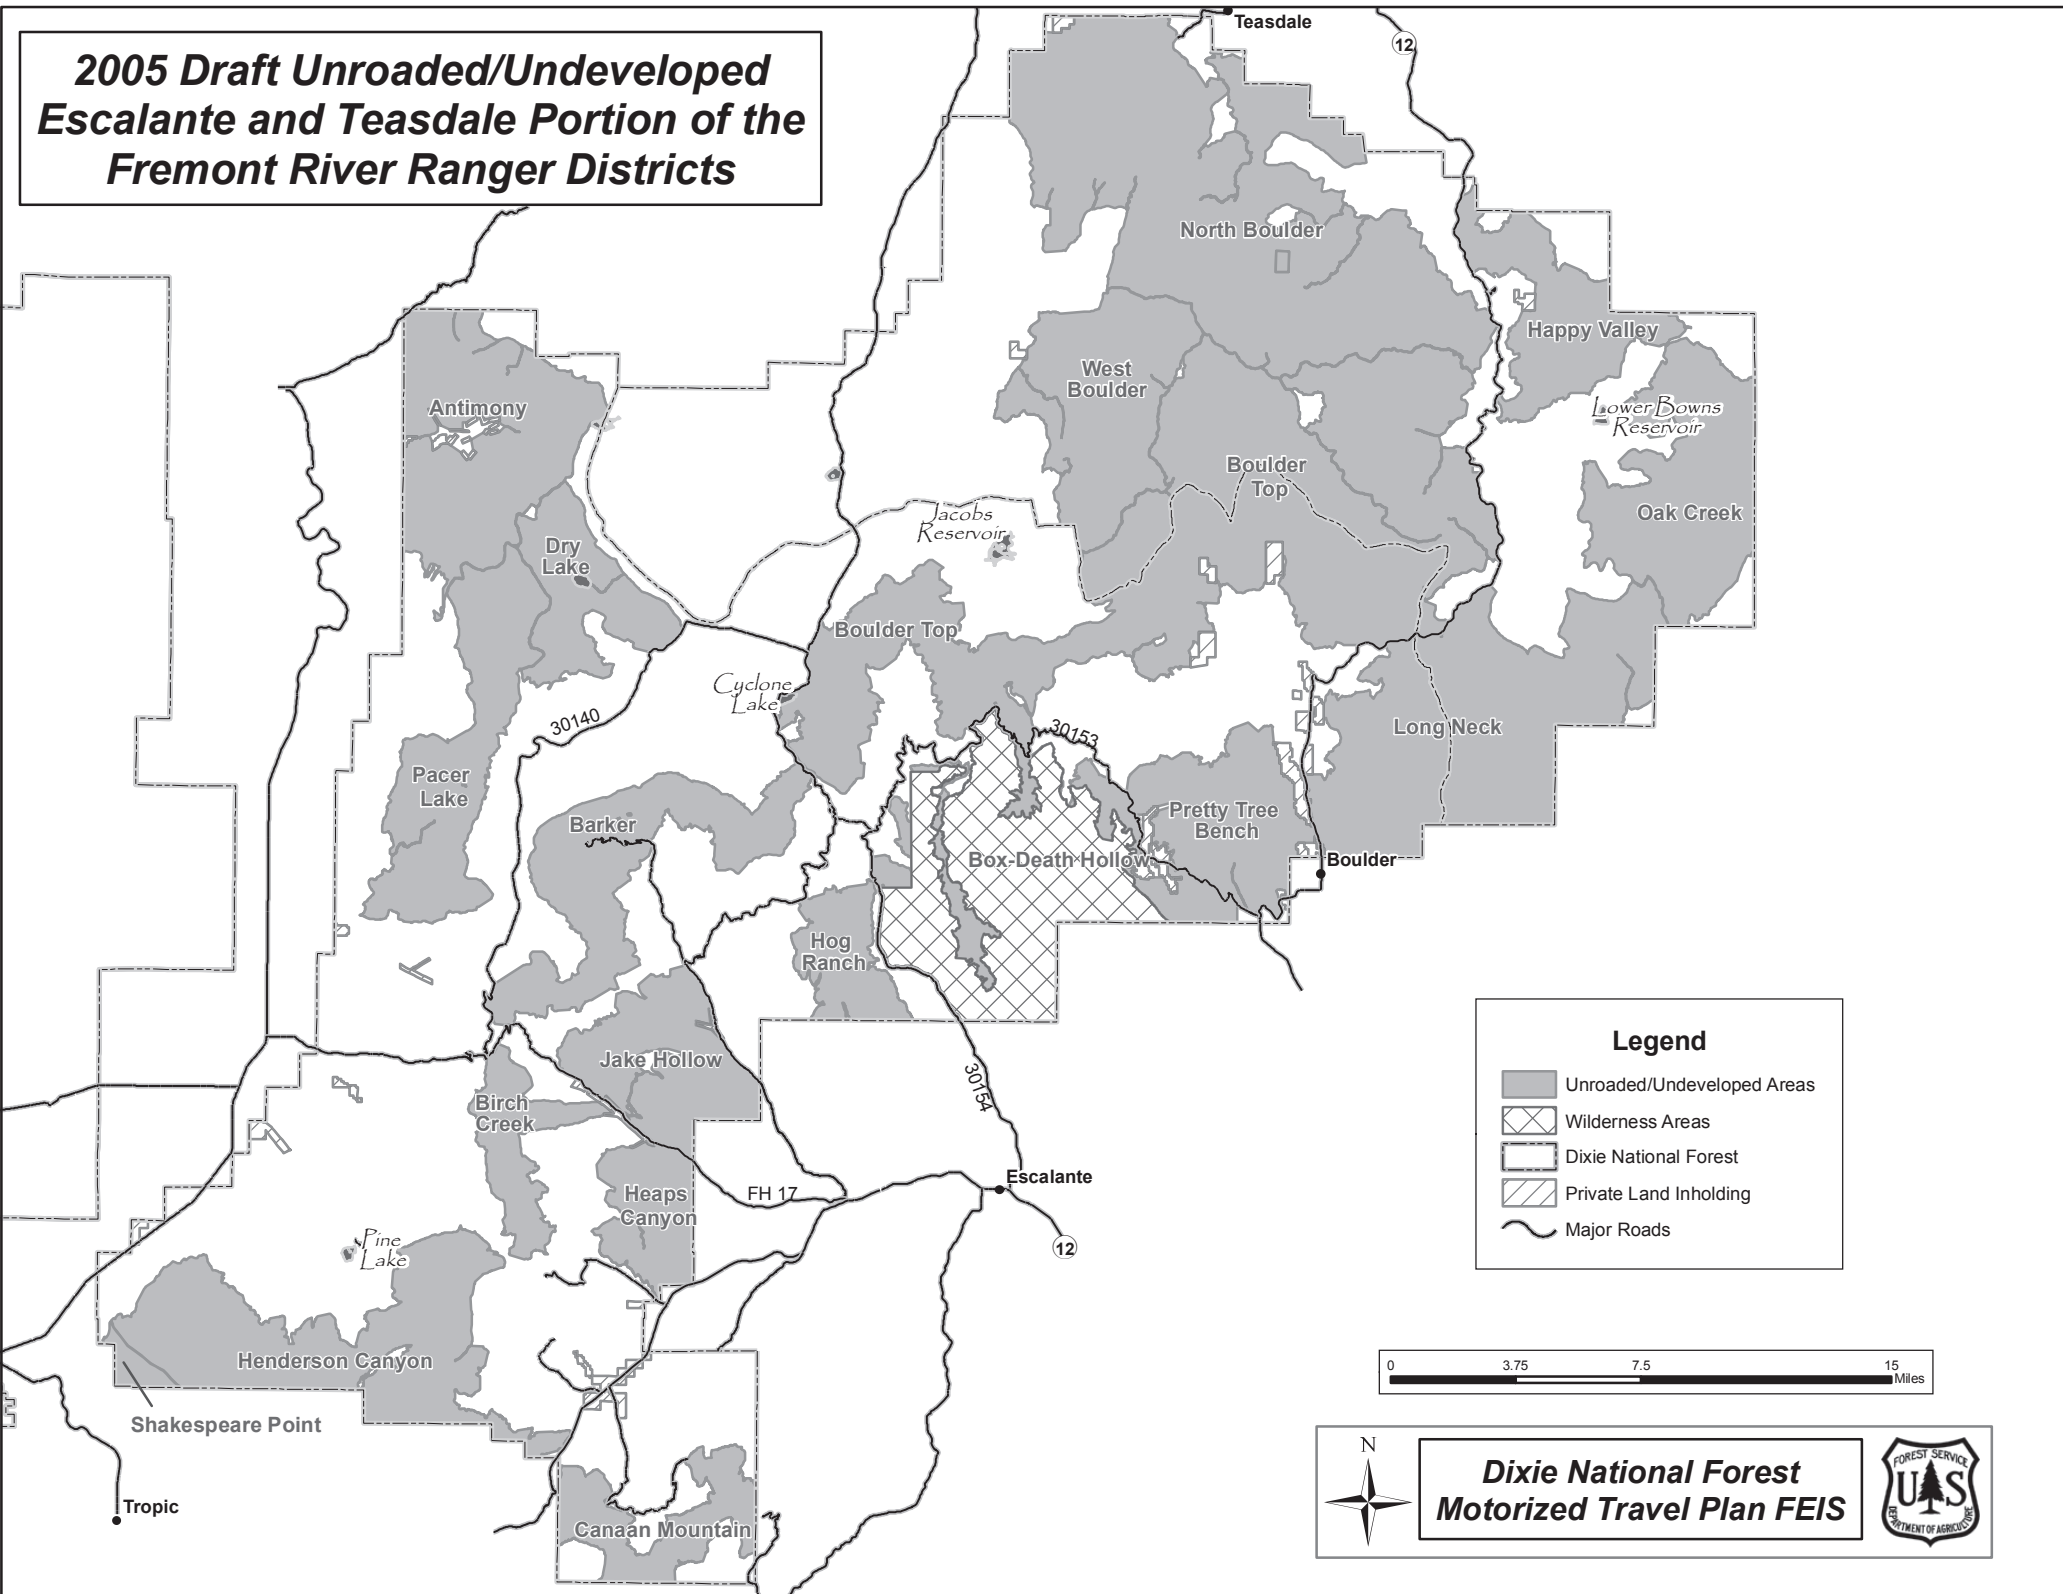 2005 Draft Unroaded/Undeveloped
Escalante and Teasdale Portion of the
Fremont River Ranger Districts
Teasdale
12
North Boulder
Happy Valley
West
Boulder
Antimony
Lower Bowns
Reservoir
Boulder
Top
Oak Creek
Jacobs
Reservoir
Dry
Lake
Boulder Top
Cyclone
Lake
30140
30153
Long Neck
Pacer
Lake
Pretty Tree
Bench
Barker
Box-Death Hollow
Boulder
Hog
Ranch
Jake Hollow
Birch
Creek
30154
Escalante
Heaps
Canyon
FH 17
12
Pine
Lake
Henderson Canyon
Shakespeare Point
Tropic
Canaan Mountain
Legend
Unroaded/Undeveloped Areas
Wilderness Areas
Dixie National Forest
Private Land Inholding
Major Roads
0 3.75 7.5 15
Miles
N
Dixie National Forest
Motorized Travel Plan FEIS
FOREST SERVICE
U S
DEPARTMENT OF AGRICULTURE